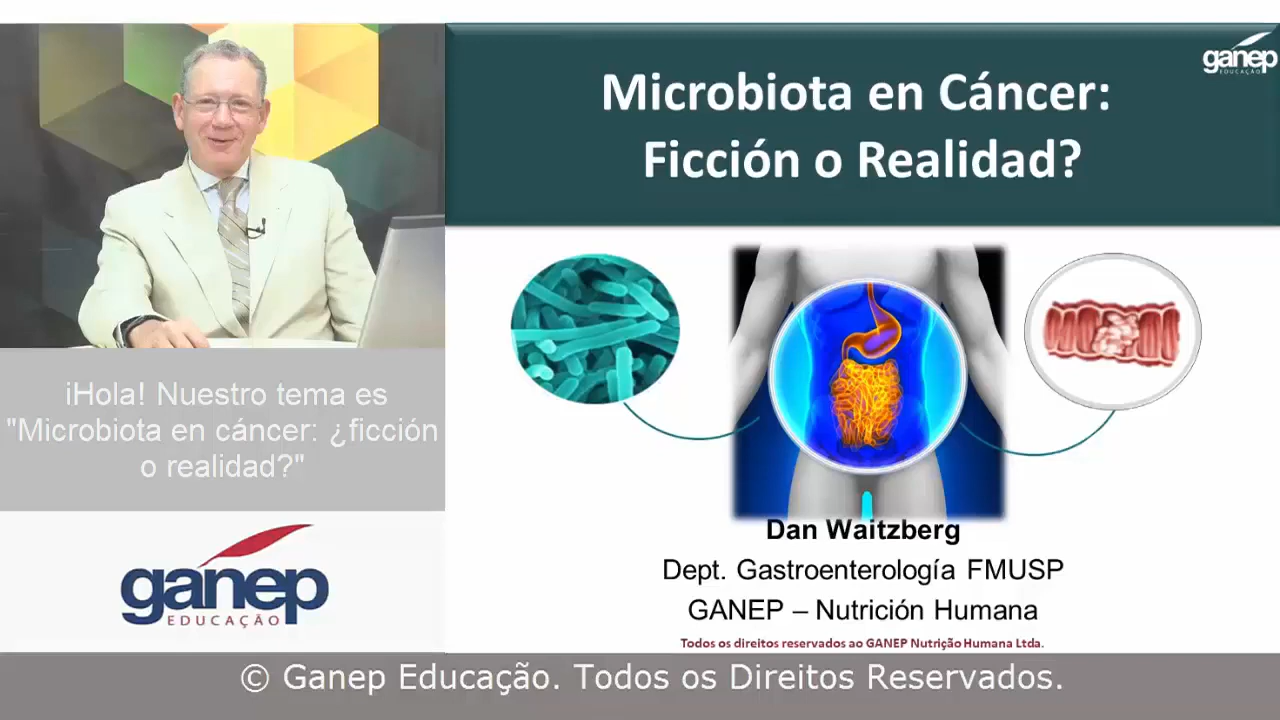 ganep
EDUCAÇÃO
Microbiota en Cáncer:
Ficción o Realidad?
¡Hola! Nuestro tema es
"Microbiota en cáncer: ¿ficción
o realidad?"
Dan Waitzberg
Dept. Gastroenterología FMUSP
GANEP – Nutrición Humana
Todos os direitos reservados ao GANEP Nutrição Humana Ltda.
ganep
EDUCAÇÃO
© Ganep Educação. Todos os Direitos Reservados.